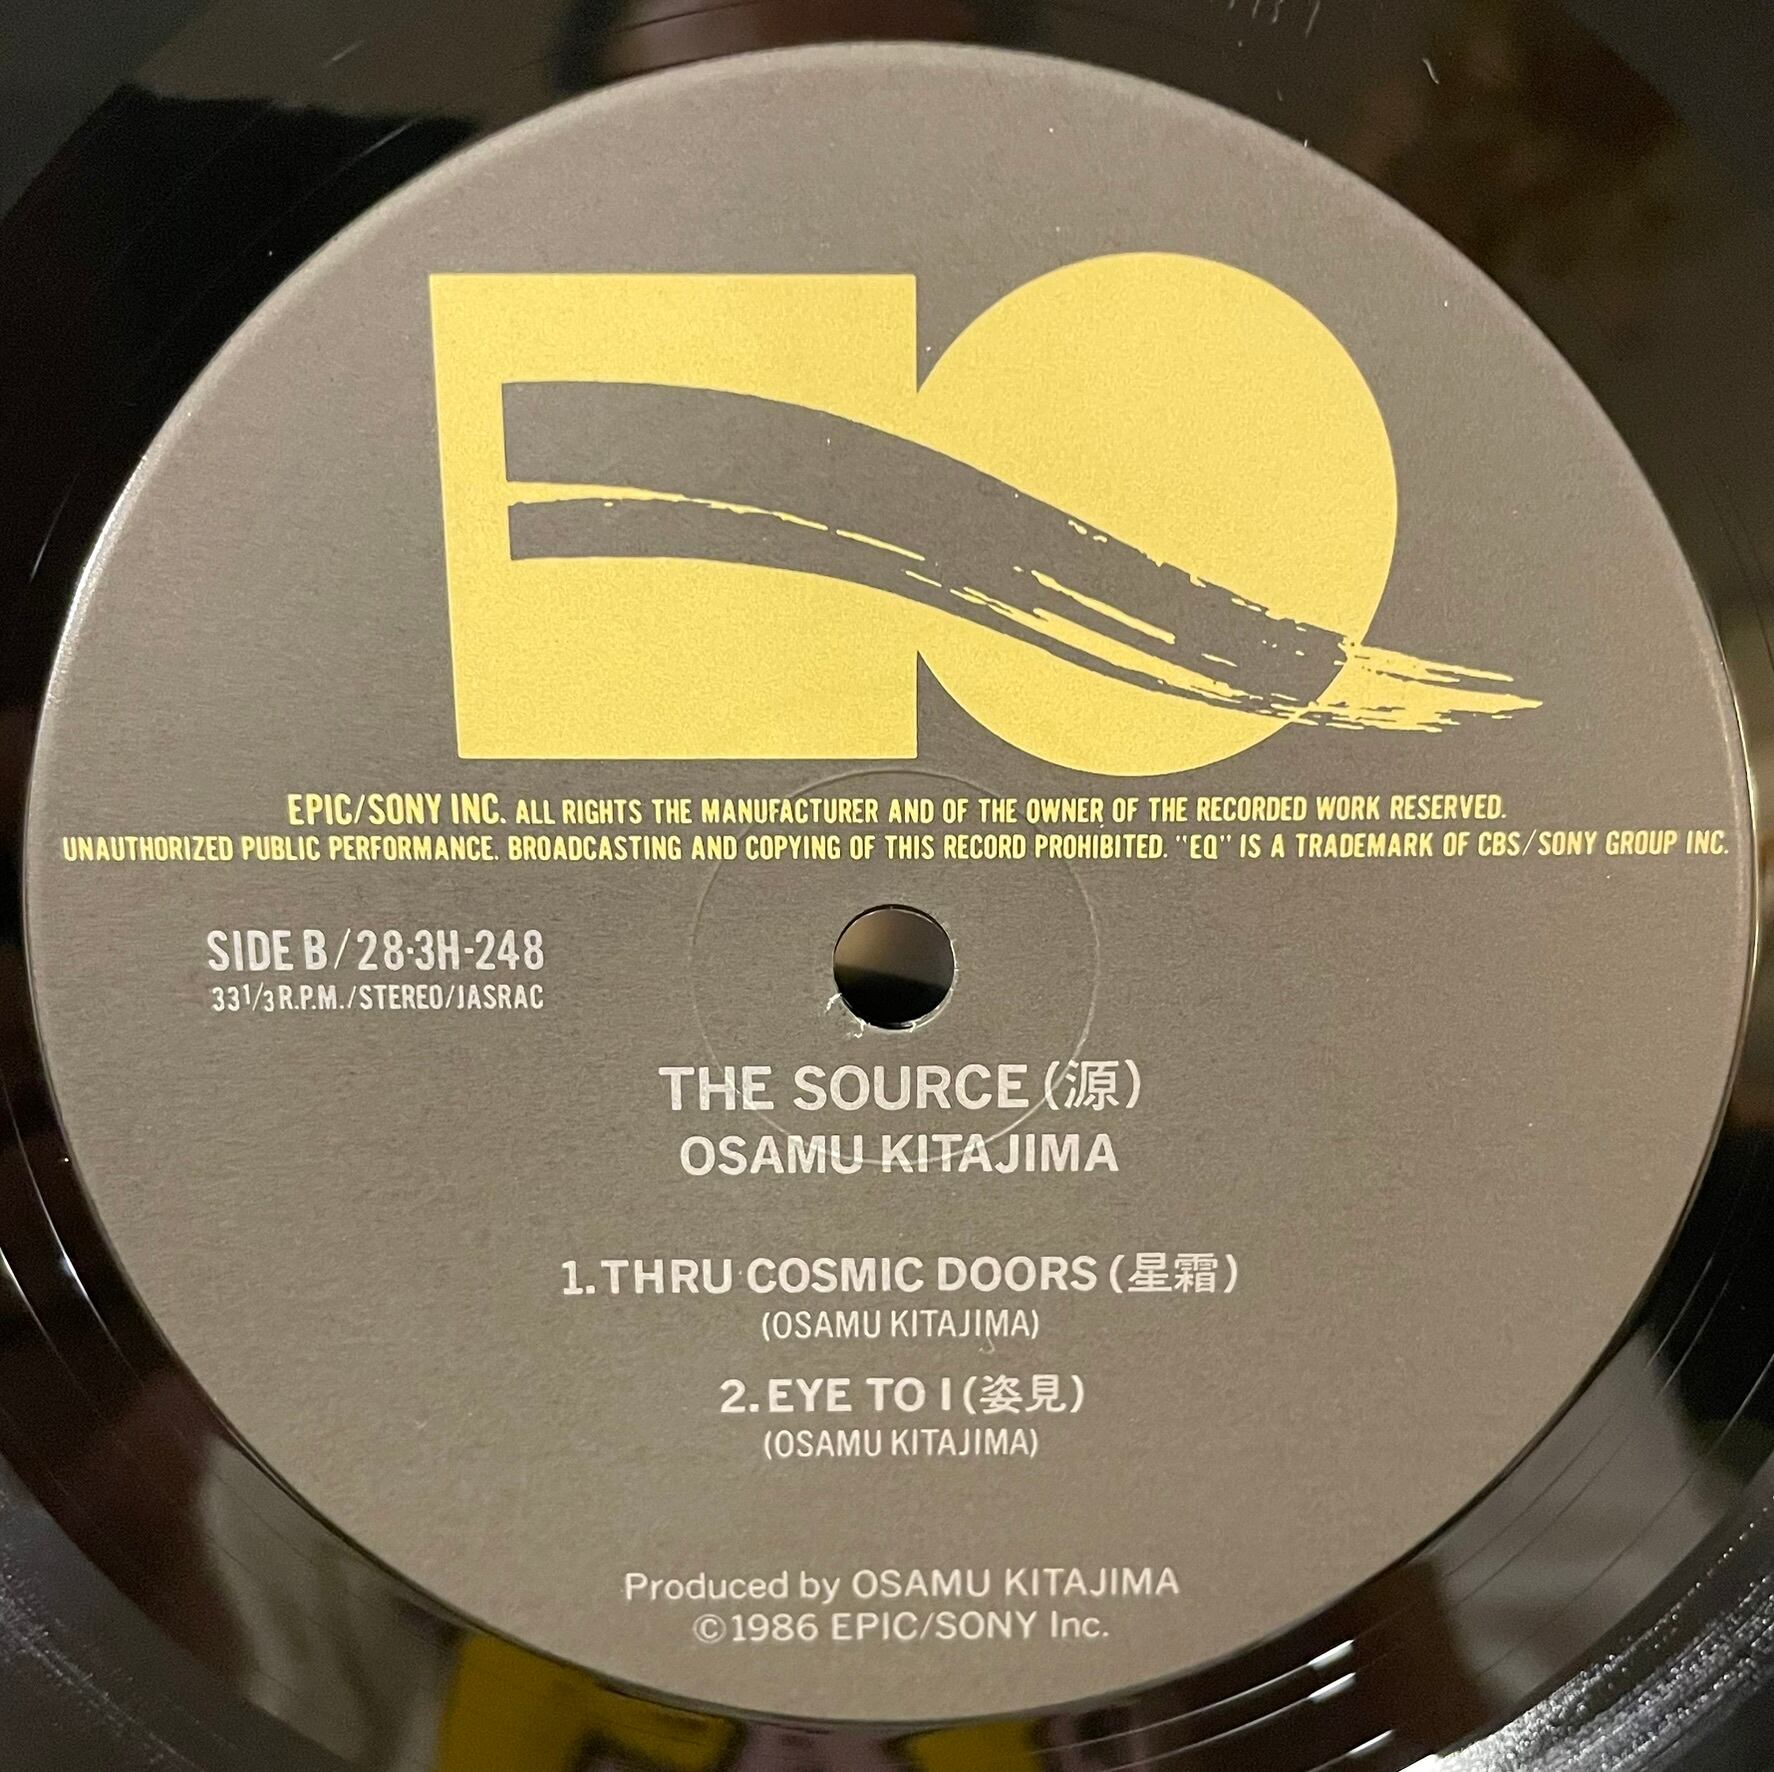 EPIC/SONY INC. ALL RIGHTS THE MANUFACTURER AND OF THE OWNER OF THE RECORDED WORK RESERVED.
UNAUTHORIZED PUBLIC PERFORMANCE. BROADCASTING AND COPYING OF THIS RECORD PROHIBITED. "EQ" IS A TRADEMARK OF CBS/SONY GROUP INC.
SIDE B/28·3H-248
33 1/3 R.P.M./STEREO/JASRAC
THE SOURCE (源)
OSAMU KITAJIMA
1. THRU COSMIC DOORS (星霜)
(OSAMU KITAJIMA)
2. EYE TO I (姿見)
(OSAMU KITAJIMA)
Produced by OSAMU KITAJIMA
©1986 EPIC/SONY Inc.